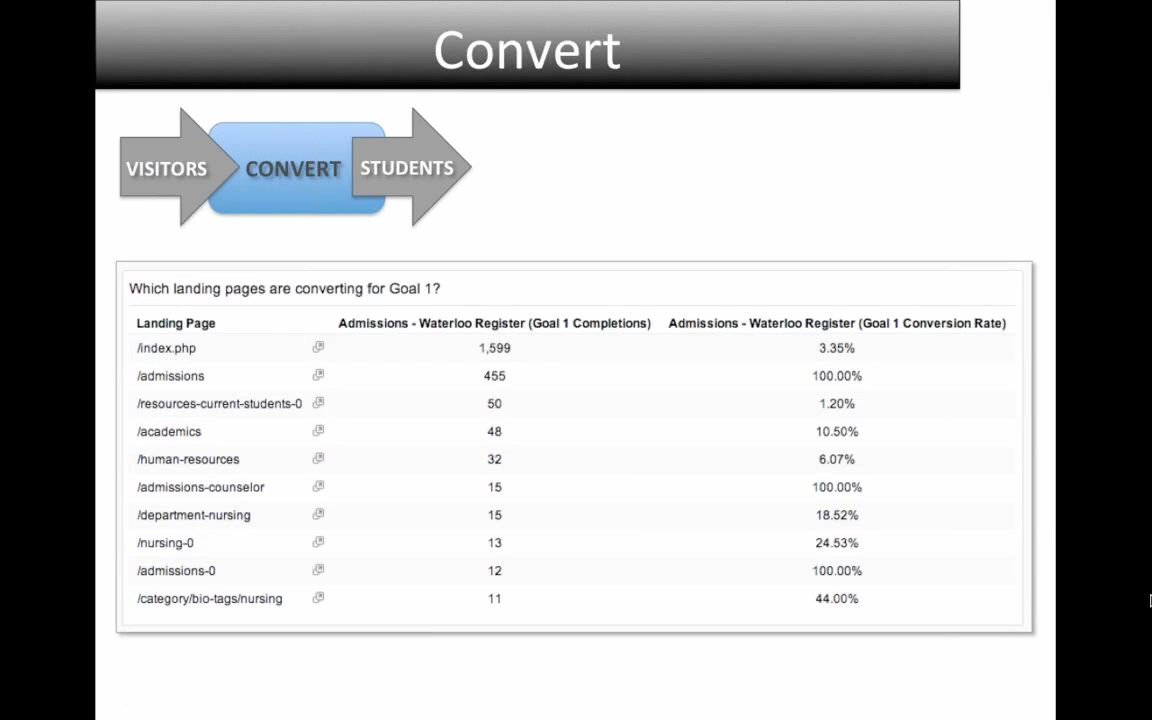 Convert
VISITORS CONVERT STUDENTS
Which landing pages are converting for Goal 1?
Landing Page Admissions - Waterloo Register (Goal 1 Completions) Admissions - Waterloo Register (Goal 1 Conversion Rate)
/index.php 1,599 3.35%
/admissions 455 100.00%
/resources-current-students-0 50 1.20%
/academics 48 10.50%
/human-resources 32 6.07%
/admissions-counselor 15 100.00%
/department-nursing 15 18.52%
/nursing-0 13 24.53%
/admissions-0 12 100.00%
/category/bio-tags/nursing 11 44.00%